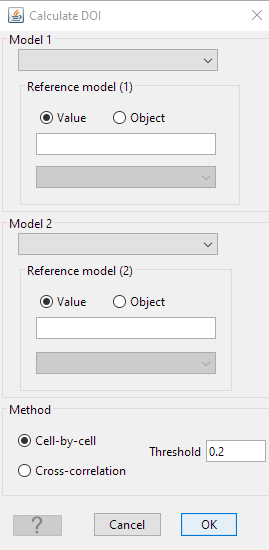 Calculate DOI
Model 1
Reference model (1)
Value Object
Model 2
Reference model (2)
Value Object
Method
Cell-by-cell
Threshold 0.2
Cross-correlation
? Cancel OK